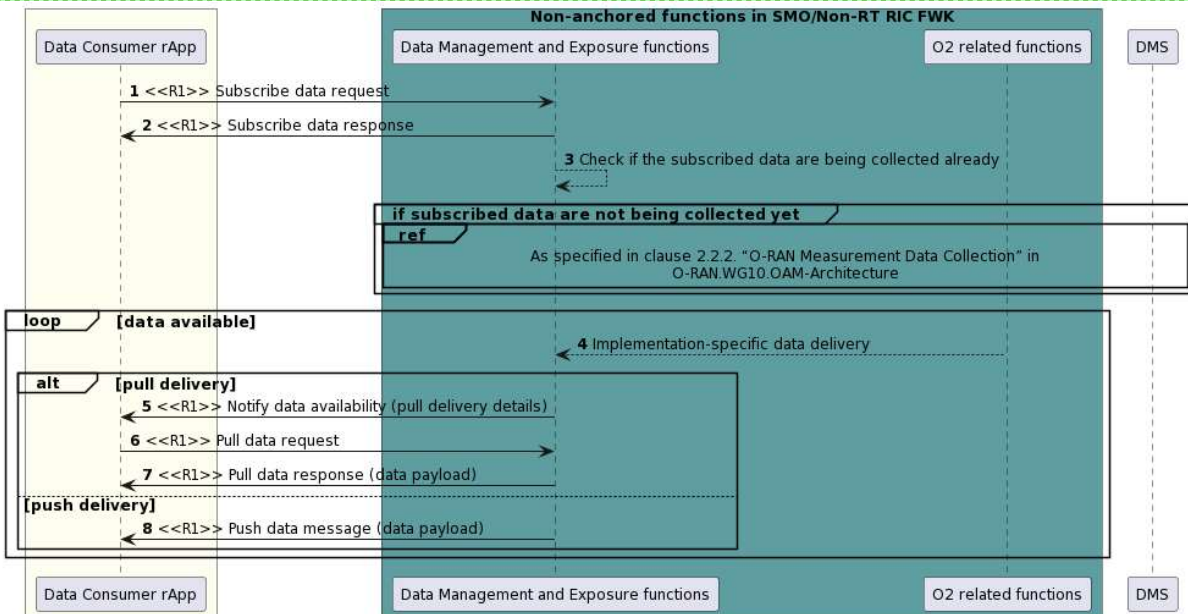 Non-anchored functions in SMO/Non-RT RIC FWK
Data Consumer rApp
Data Management and Exposure functions
O2 related functions
DMS
1 <<R1>> Subscribe data request
2 <<R1>> Subscribe data response
3 Check if the subscribed data are being collected already
if subscribed data are not being collected yet
ref
As specified in clause 2.2.2. “O-RAN Measurement Data Collection” in
O-RAN.WG10.OAM-Architecture
loop [data available]
4 Implementation-specific data delivery
alt [pull delivery]
5 <<R1>> Notify data availability (pull delivery details)
6 <<R1>> Pull data request
7 <<R1>> Pull data response (data payload)
[push delivery]
8 <<R1>> Push data message (data payload)
Data Consumer rApp
Data Management and Exposure functions
O2 related functions
DMS